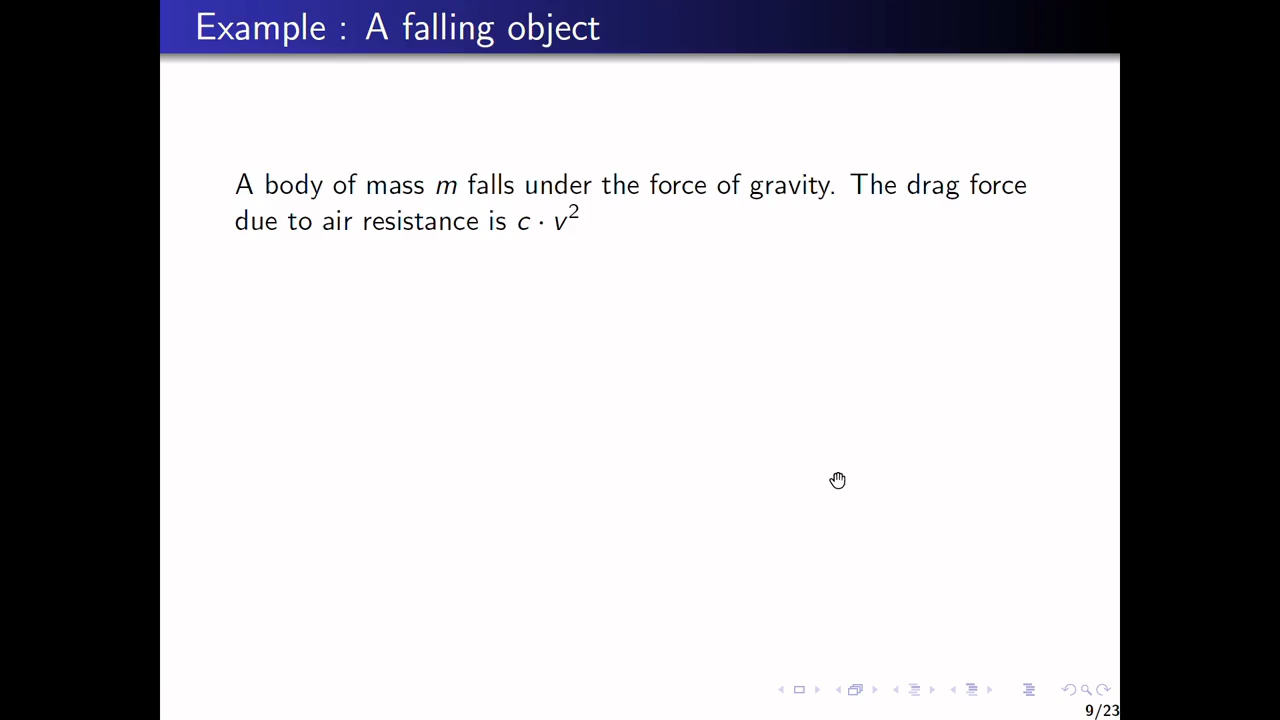 Example : A falling object
A body of mass m falls under the force of gravity. The drag force
due to air resistance is c · v²
9/23